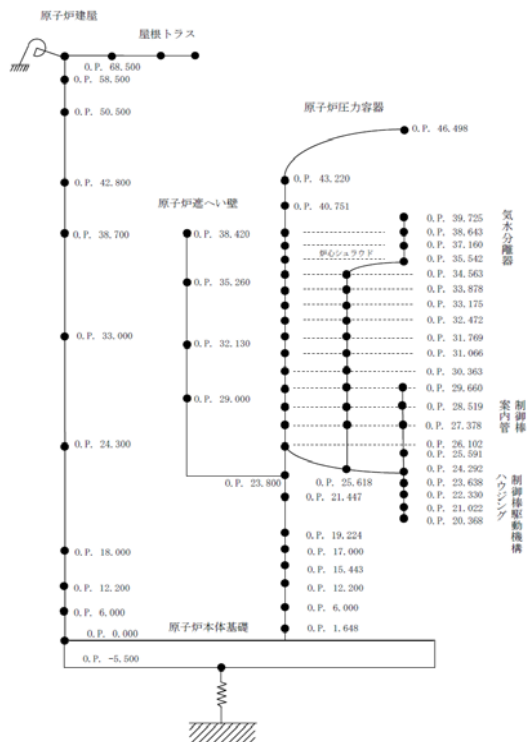 原子炉建屋
屋根トラス
O.P. 68.500
O.P. 58.500
O.P. 50.500
O.P. 42.800
O.P. 38.700
O.P. 33.000
O.P. 24.300
O.P. 18.000
O.P. 12.200
O.P. 6.000
O.P. 0.000
O.P. -5.500
原子炉遮へい壁
O.P. 38.420
O.P. 35.260
O.P. 32.130
O.P. 29.000
O.P. 23.800
原子炉圧力容器
O.P. 46.498
O.P. 43.220
O.P. 40.751
炉心シュラウド
O.P. 25.618
O.P. 21.447
O.P. 19.224
O.P. 17.000
O.P. 15.443
O.P. 12.200
O.P. 6.000
O.P. 1.648
原子炉本体基礎
気水分離器
O.P. 39.725
O.P. 38.643
O.P. 37.160
O.P. 35.542
O.P. 34.563
O.P. 33.878
O.P. 33.175
O.P. 32.472
O.P. 31.769
O.P. 31.066
O.P. 30.363
O.P. 29.660
O.P. 28.519
O.P. 27.378
O.P. 26.102
O.P. 25.591
O.P. 24.292
O.P. 23.638
O.P. 22.330
O.P. 21.022
O.P. 20.368
制御棒
案内管
制御棒駆動機構
ハウジング